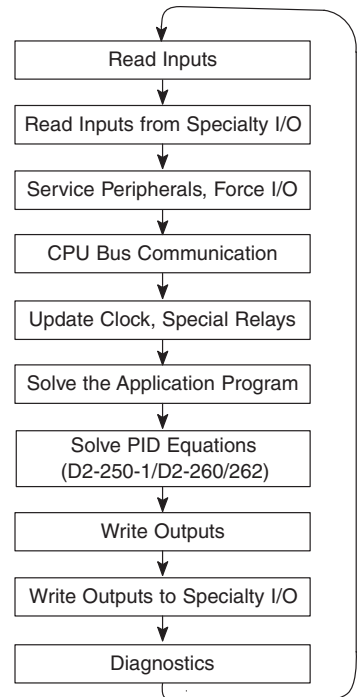 Read Inputs
Read Inputs from Specialty I/O
Service Peripherals, Force I/O
CPU Bus Communication
Update Clock, Special Relays
Solve the Application Program
Solve PID Equations
(D2-250-1/D2-260/262)
Write Outputs
Write Outputs to Specialty I/O
Diagnostics